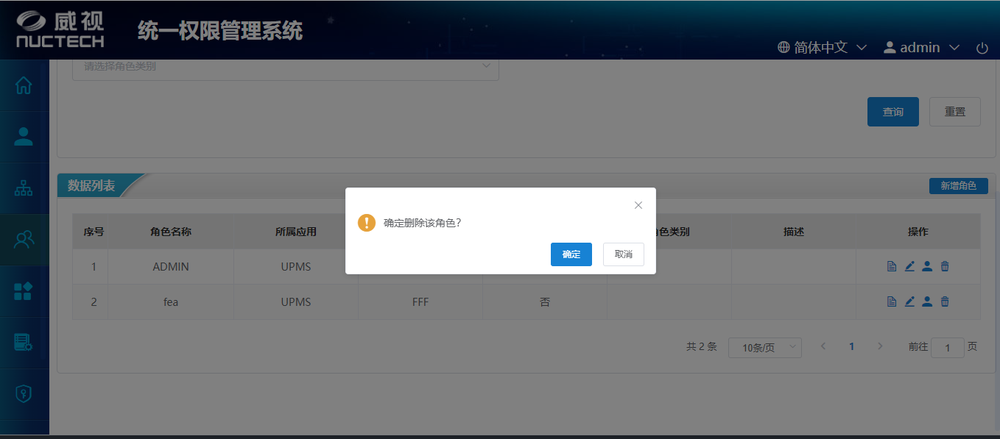 威视
NUCTECH
统一权限管理系统
简体中文
admin
请选择角色类别
查询
重置
数据列表
新增角色
确定删除该角色?
确定
取消
序号 角色名称 所属应用 角色类别 描述 操作
1 ADMIN UPMS
2 fea UPMS FFF 否
共 2 条 10条/页 1 前往 1 页